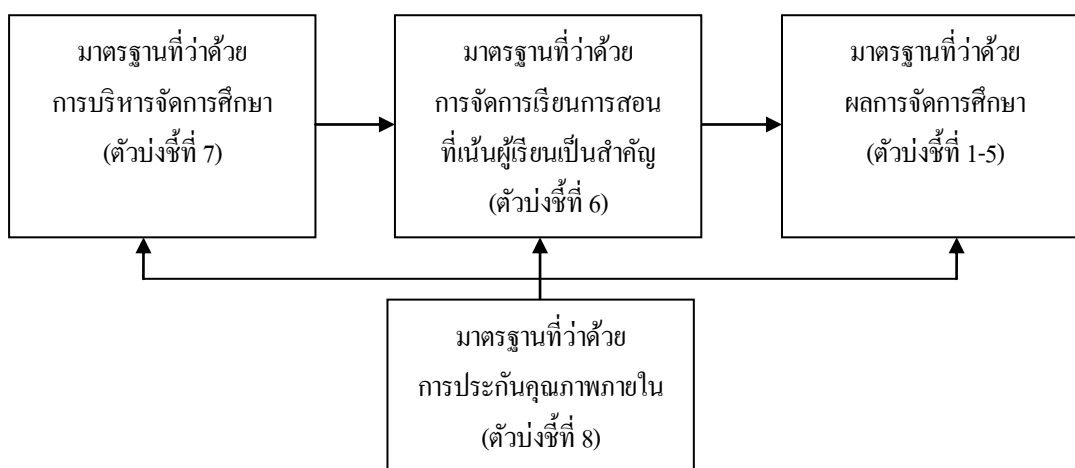 มาตรฐานที่ว่าด้วย
การบริหารจัดการศึกษา
(ตัวบ่งชี้ที่ 7)
มาตรฐานที่ว่าด้วย
การจัดการเรียนการสอน
ที่เน้นผู้เรียนเป็นสำคัญ
(ตัวบ่งชี้ที่ 6)
มาตรฐานที่ว่าด้วย
ผลการจัดการศึกษา
(ตัวบ่งชี้ที่ 1-5)
มาตรฐานที่ว่าด้วย
การประกันคุณภาพภายใน
(ตัวบ่งชี้ที่ 8)